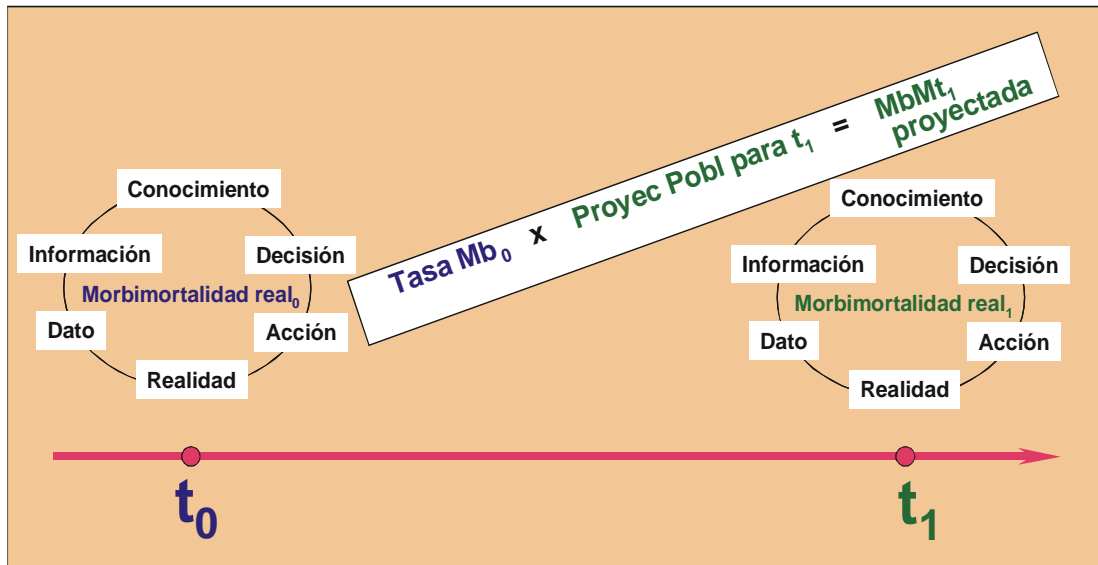 Conocimiento
Información
Decisión
Morbimortalidad real₀
Dato
Acción
Realidad
Tasa Mb₀ x Proyec Pobl para t₁ = MbMt₁
proyectada
Conocimiento
Información
Decisión
Morbimortalidad real₁
Dato
Acción
Realidad
t₀
t₁